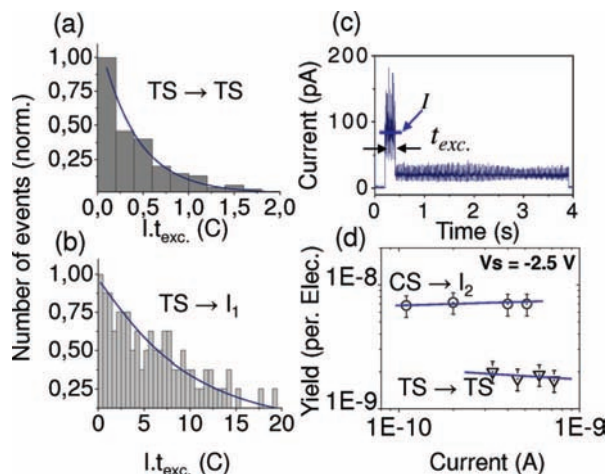 (a)
Number of events (norm.)
1,00
0,75
0,50
0,25
TS → TS
0,0 0,5 1,0 1,5 2,0
I.t_exc. (C)
(b)
1,00
0,75
0,50
0,25
TS → I₁
0 5 10 15 20
I.t_exc. (C)
(c)
Current (pA)
200
100
0
I
t_exc.
0 1 2 3 4
Time (s)
(d)
Yield (per. Elec.)
1E-8
1E-9
Vs = -2.5 V
CS → I₂
TS → TS
1E-10 1E-9
Current (A)